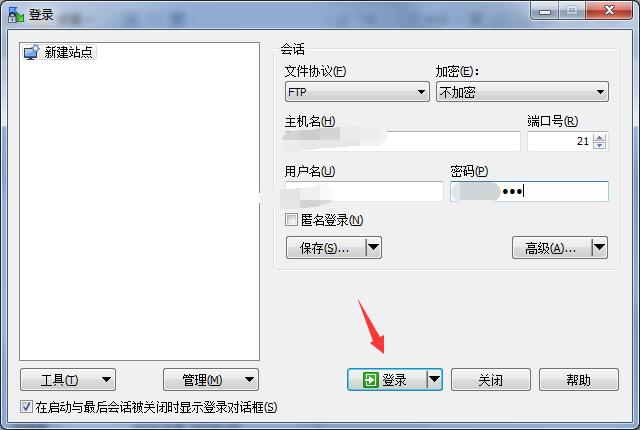 登录
新建站点
会话
文件协议(F)
加密(E):
FTP
不加密
主机名(H)
端口号(R)
21
用户名(U)
密码(P)
匿名登录(N)
保存(S)...
高级(A)...
工具(T)
管理(M)
登录
关闭
帮助
在启动与最后会话被关闭时显示登录对话框(S)